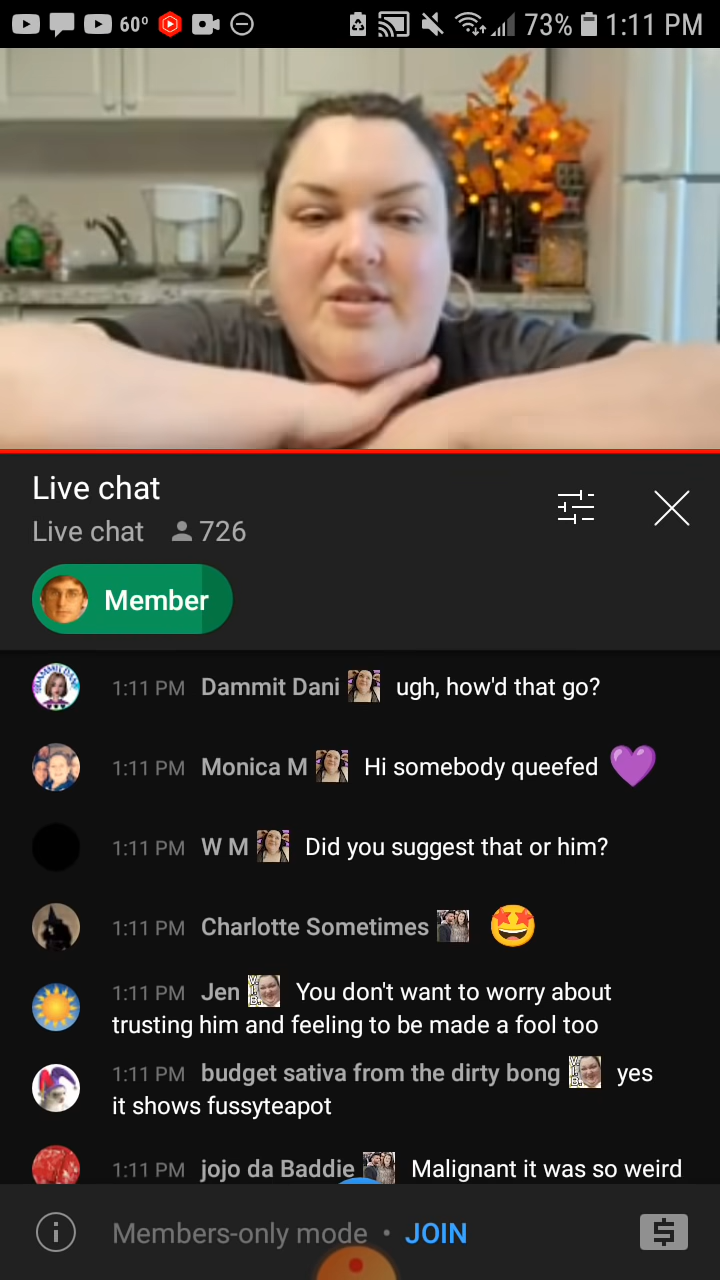 60° 73% 1:11 PM
Live chat
Live chat 726
Member
1:11 PM Dammit Dani ugh, how'd that go?
1:11 PM Monica M Hi somebody queefed 💜
1:11 PM W M Did you suggest that or him?
1:11 PM Charlotte Sometimes 🤩
1:11 PM Jen You don't want to worry about
trusting him and feeling to be made a fool too
1:11 PM budget sativa from the dirty bong yes
it shows fussyteapot
1:11 PM jojo da Baddie Malignant it was so weird
Members-only mode • JOIN